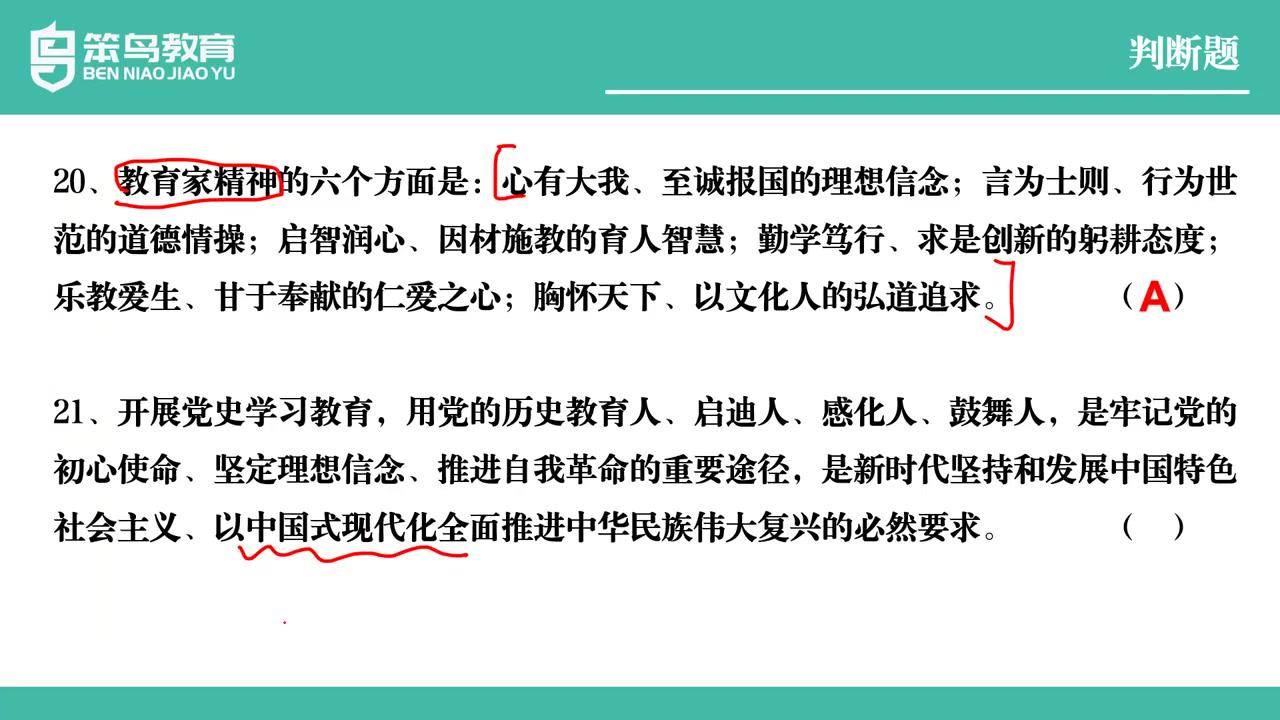 笨鸟教育
BEN NIAO JIAO YU
判断题
20、教育家精神的六个方面是：心有大我、至诚报国的理想信念；言为士则、行为世
范的道德情操；启智润心、因材施教的育人智慧；勤学笃行、求是创新的躬耕态度；
乐教爱生、甘于奉献的仁爱之心；胸怀天下、以文化人的弘道追求。 （A）
21、开展党史学习教育，用党的历史教育人、启迪人、感化人、鼓舞人，是牢记党的
初心使命、坚定理想信念、推进自我革命的重要途径，是新时代坚持和发展中国特色
社会主义、以中国式现代化全面推进中华民族伟大复兴的必然要求。 （ ）